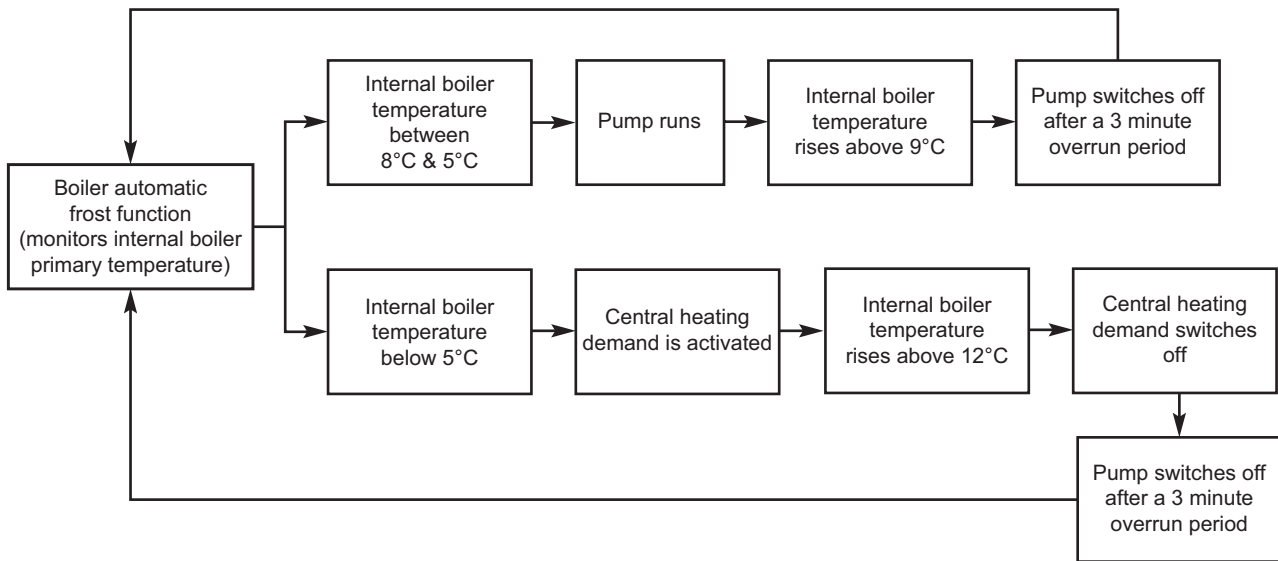 Boiler automatic
frost function
(monitors internal boiler
primary temperature)
Internal boiler
temperature
between
8°C & 5°C
Pump runs
Internal boiler
temperature
rises above 9°C
Pump switches off
after a 3 minute
overrun period
Internal boiler
temperature
below 5°C
Central heating
demand is activated
Internal boiler
temperature
rises above 12°C
Central heating
demand switches
off
Pump switches off
after a 3 minute
overrun period